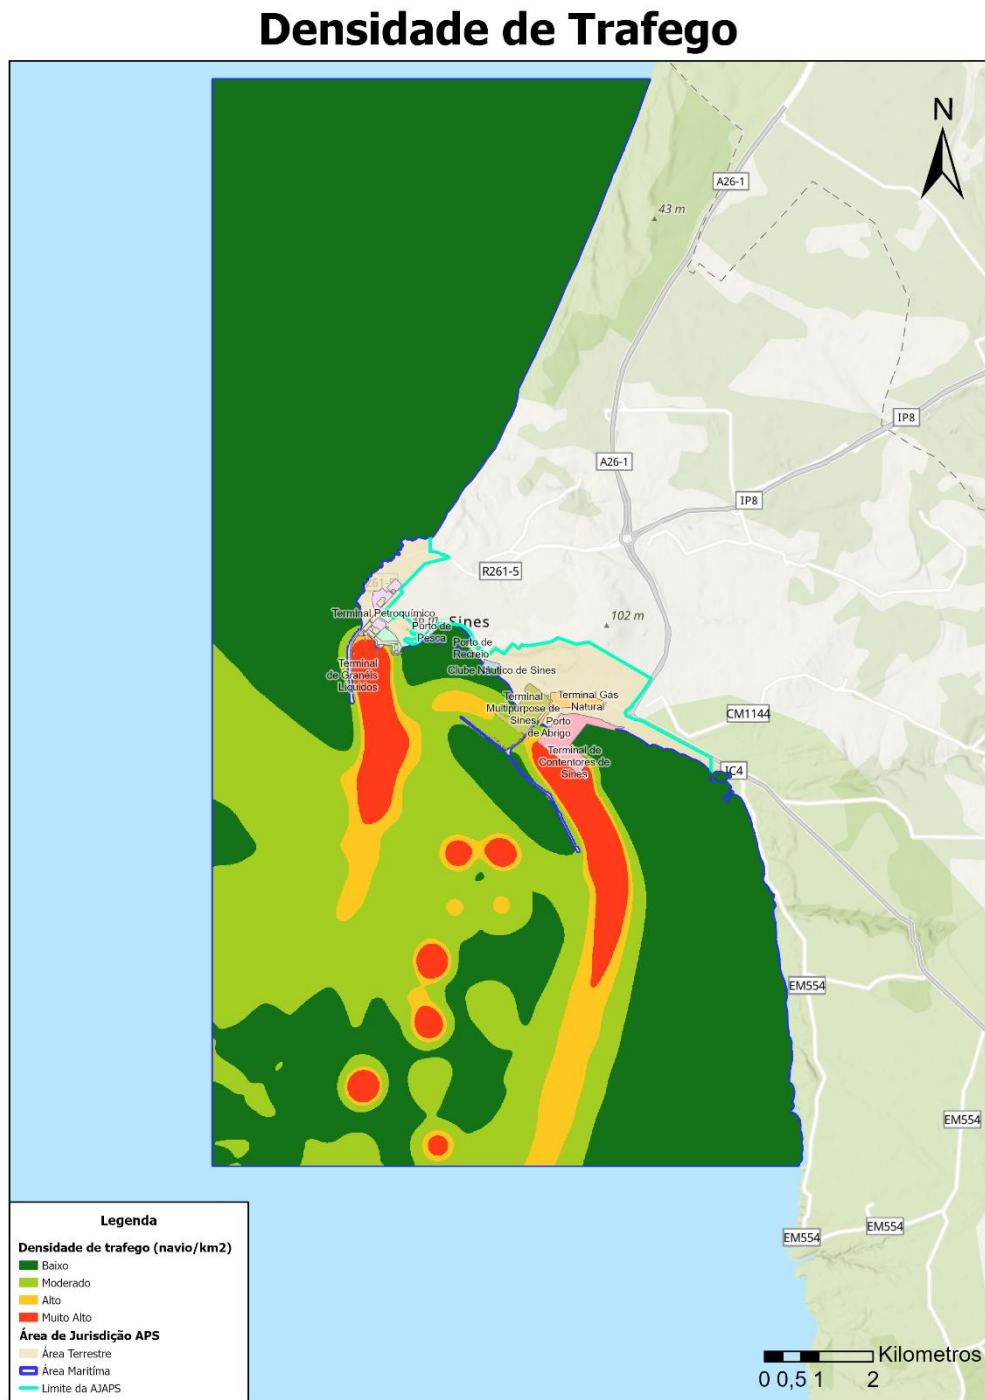 Densidade de Trafego
N
A26-1
43 m
IP8
A26-1
IP8
R261-5
Terminal Petroquímico
Sines
102 m
Porto de
Pesca
Porto de
Recreio
Terminal
de Granéis
Líquidos
Clube Náutico de Sines
Terminal
Multipurpose de
Sines
Terminal Gás
Natural
Porto
de Abrigo
CM1144
Terminal de
Contentores de
Sines
IC4
EM554
EM554
EM554
EM554
Legenda
Densidade de trafego (navio/km2)
Baixo
Moderado
Alto
Muito Alto
Área de Jurisdição APS
Área Terrestre
Área Maritíma
Limite da AJAPS
Kilometros
0 0,5 1 2